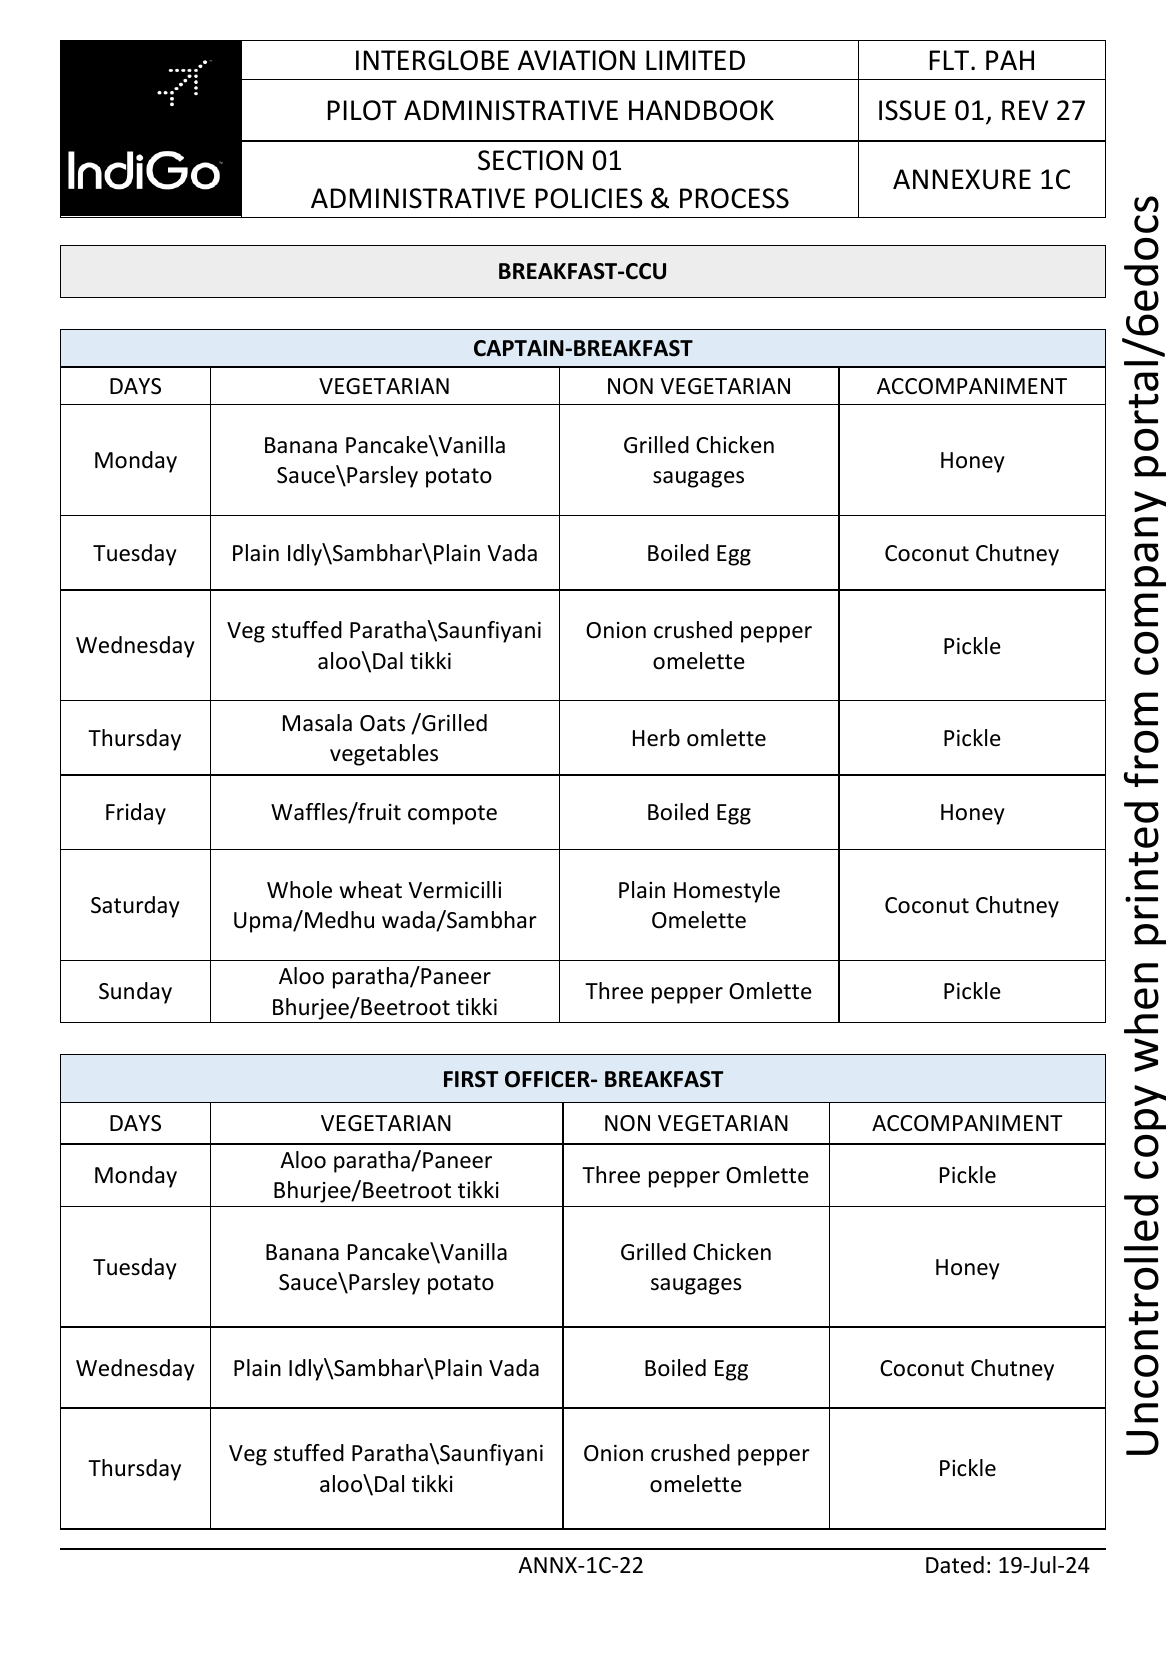 IndiGo
INTERGLOBE AVIATION LIMITED
FLT. PAH
PILOT ADMINISTRATIVE HANDBOOK
ISSUE 01, REV 27
SECTION 01
ADMINISTRATIVE POLICIES & PROCESS
ANNEXURE 1C
BREAKFAST-CCU
CAPTAIN-BREAKFAST
DAYS VEGETARIAN NON VEGETARIAN ACCOMPANIMENT
Monday
Banana Pancake\Vanilla
Sauce\Parsley potato
Grilled Chicken
saugages
Honey
Tuesday
Plain Idly\Sambhar\Plain Vada
Boiled Egg
Coconut Chutney
Wednesday
Veg stuffed Paratha\Saunfiyani
aloo\Dal tikki
Onion crushed pepper
omelette
Pickle
Thursday
Masala Oats /Grilled
vegetables
Herb omlette
Pickle
Friday
Waffles/fruit compote
Boiled Egg
Honey
Saturday
Whole wheat Vermicilli
Upma/Medhu wada/Sambhar
Plain Homestyle
Omelette
Coconut Chutney
Sunday
Aloo paratha/Paneer
Bhurjee/Beetroot tikki
Three pepper Omlette
Pickle
FIRST OFFICER- BREAKFAST
DAYS VEGETARIAN NON VEGETARIAN ACCOMPANIMENT
Monday
Aloo paratha/Paneer
Bhurjee/Beetroot tikki
Three pepper Omlette
Pickle
Tuesday
Banana Pancake\Vanilla
Sauce\Parsley potato
Grilled Chicken
saugages
Honey
Wednesday
Plain Idly\Sambhar\Plain Vada
Boiled Egg
Coconut Chutney
Thursday
Veg stuffed Paratha\Saunfiyani
aloo\Dal tikki
Onion crushed pepper
omelette
Pickle
ANNX-1C-22
Dated: 19-Jul-24
Uncontrolled copy when printed from company portal/6edocs